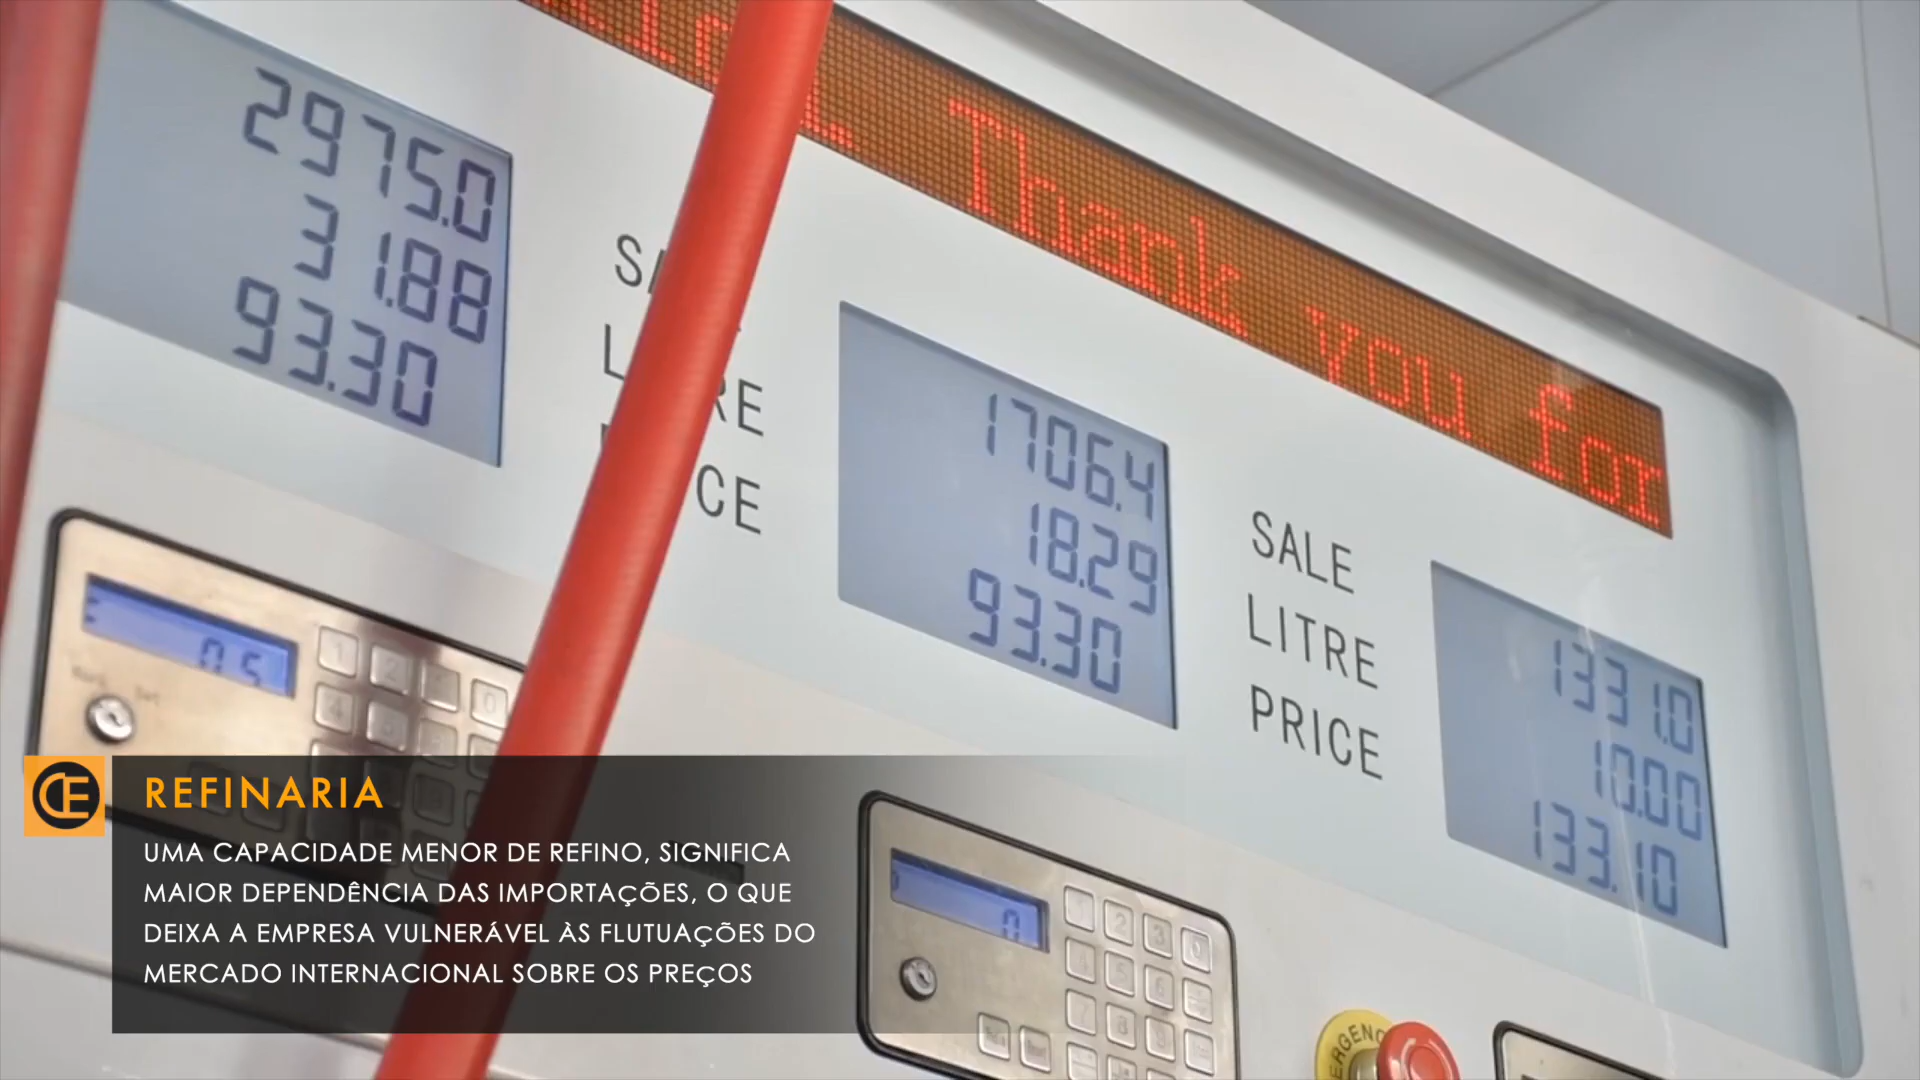 Thank you for
2975.0
31.88
93.30
1706.4
18.29
93.30
SALE
LITRE
PRICE
1331.0
10.00
133.10
REFINARIA
UMA CAPACIDADE MENOR DE REFINO, SIGNIFICA
MAIOR DEPENDÊNCIA DAS IMPORTAÇÕES, O QUE
DEIXA A EMPRESA VULNERÁVEL ÀS FLUTUAÇÕES DO
MERCADO INTERNACIONAL SOBRE OS PREÇOS